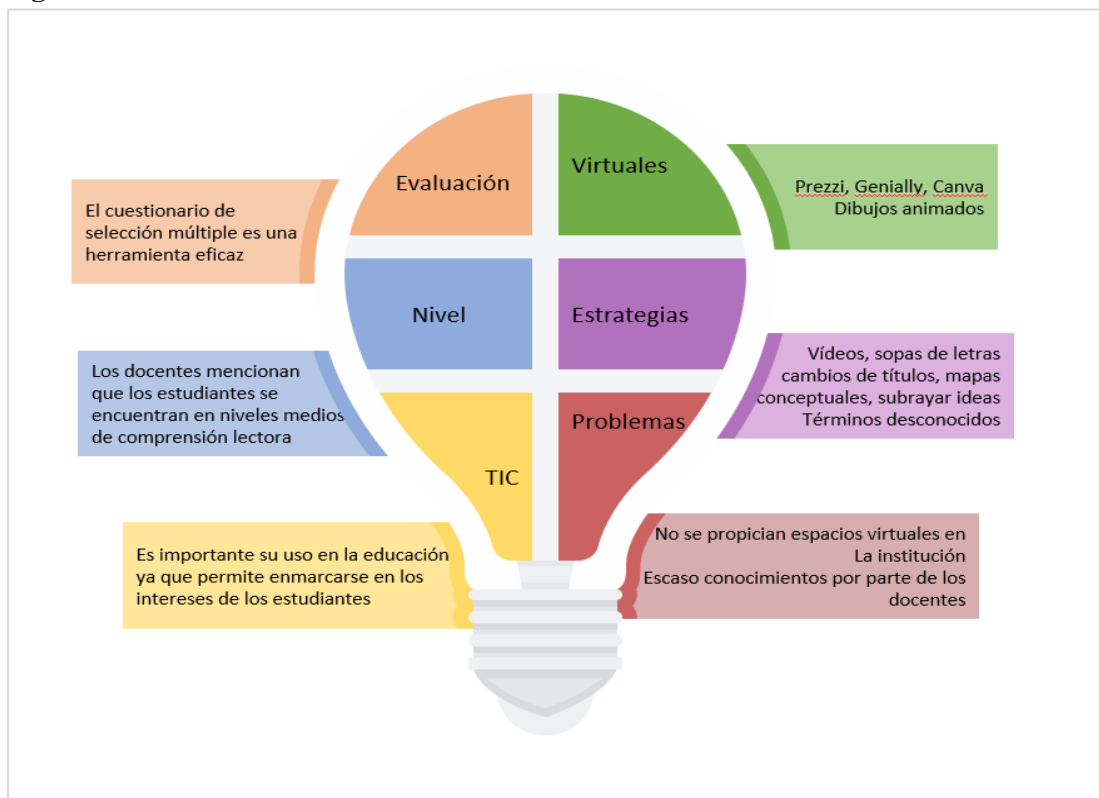 Evaluación
El cuestionario de
selección múltiple es una
herramienta eficaz
Virtuales
Prezzi, Genially, Canva
Dibujos animados
Nivel
Los docentes mencionan
que los estudiantes se
encuentran en niveles medios
de comprensión lectora
Estrategias
Vídeos, sopas de letras
cambios de títulos, mapas
conceptuales, subrayar ideas
Términos desconocidos
TIC
Es importante su uso en la educación
ya que permite enmarcarse en los
intereses de los estudiantes
Problemas
No se propician espacios virtuales en
La institución
Escaso conocimientos por parte de los
docentes